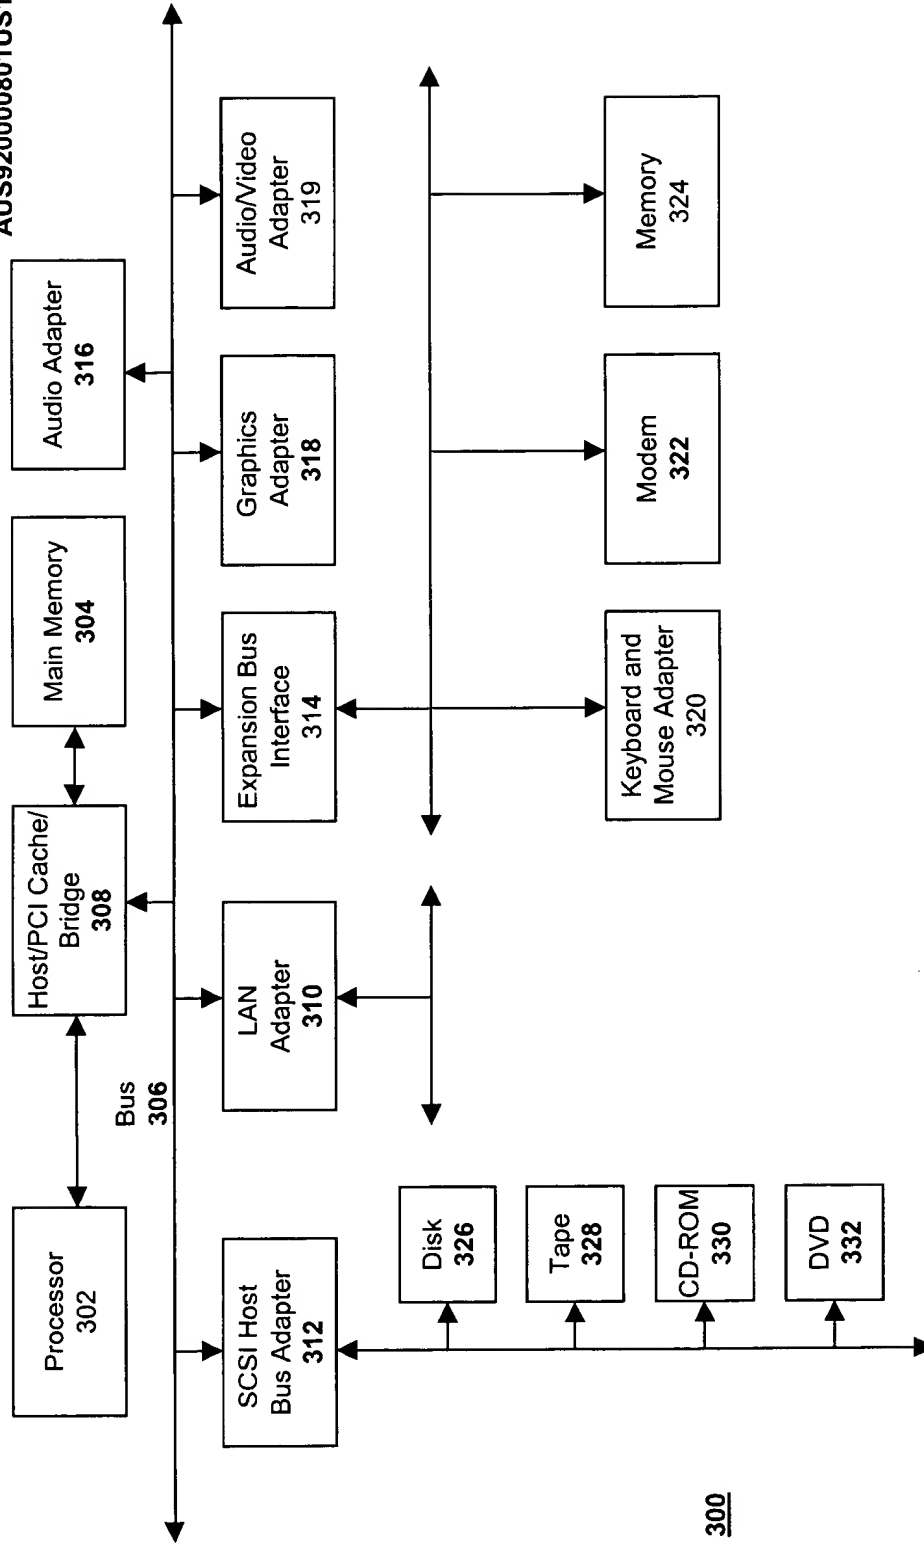 Processor
302
Host/PCI Cache/
Bridge
308
Main Memory
304
Audio Adapter
316
Bus
306
SCSI Host
Bus Adapter
312
LAN
Adapter
310
Expansion Bus
Interface
314
Graphics
Adapter
318
Audio/Video
Adapter
319
Disk
326
Tape
328
CD-ROM
330
DVD
332
Keyboard and
Mouse Adapter
320
Modem
322
Memory
324
300